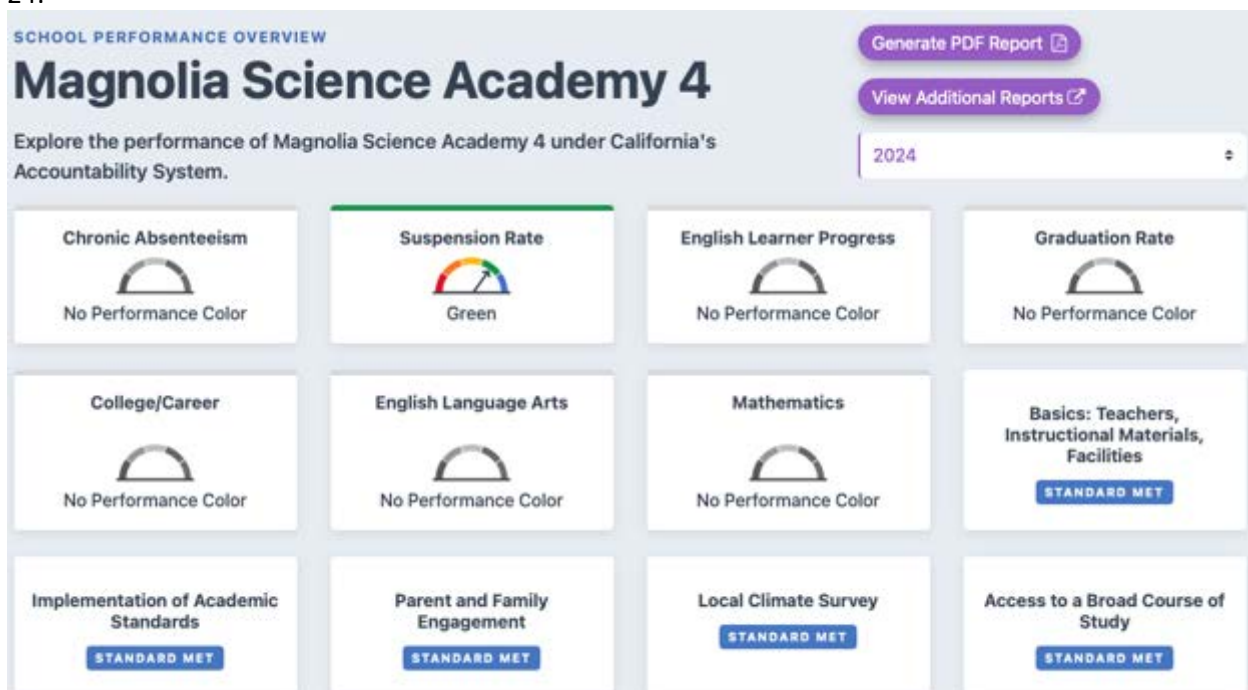 SCHOOL PERFORMANCE OVERVIEW
Magnolia Science Academy 4
Explore the performance of Magnolia Science Academy 4 under California's
Accountability System.
Generate PDF Report
View Additional Reports
2024
Chronic Absenteeism
No Performance Color
Suspension Rate
Green
English Learner Progress
No Performance Color
Graduation Rate
No Performance Color
College/Career
No Performance Color
English Language Arts
No Performance Color
Mathematics
No Performance Color
Basics: Teachers,
Instructional Materials,
Facilities
STANDARD MET
Implementation of Academic
Standards
STANDARD MET
Parent and Family
Engagement
STANDARD MET
Local Climate Survey
STANDARD MET
Access to a Broad Course of
Study
STANDARD MET